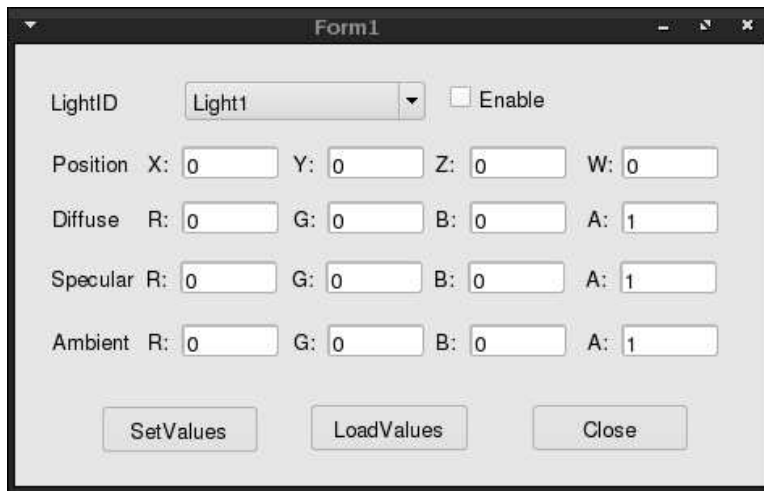 Form1
LightID Light1 Enable
Position X: 0 Y: 0 Z: 0 W: 0
Diffuse R: 0 G: 0 B: 0 A: 1
Specular R: 0 G: 0 B: 0 A: 1
Ambient R: 0 G: 0 B: 0 A: 1
SetValues LoadValues Close